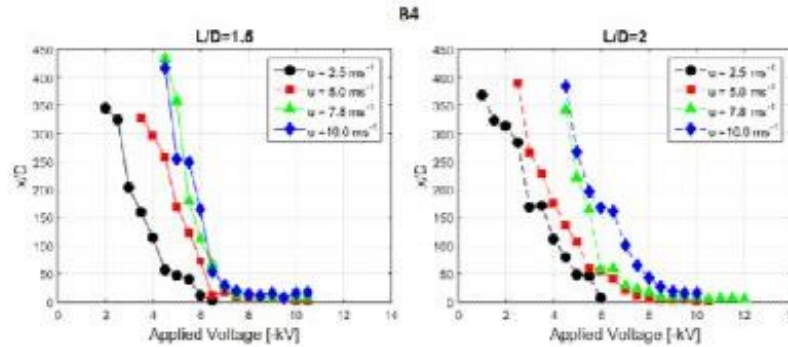 B4
L/D=1.5
450
400
350
300
250
200
150
100
50
0
x/D
0 2 4 6 8 10 12 14
Applied Voltage [-kV]
u = 2.5 ms⁻¹
u = 5.0 ms⁻¹
u = 7.8 ms⁻¹
u =10.0 ms⁻¹
L/D=2
450
400
350
300
250
200
150
100
50
0
x/D
0 2 4 6 8 10 12 14
Applied Voltage [-kV]
u = 2.5 ms⁻¹
u = 5.0 ms⁻¹
u = 7.8 ms⁻¹
u = 10.0 ms⁻¹